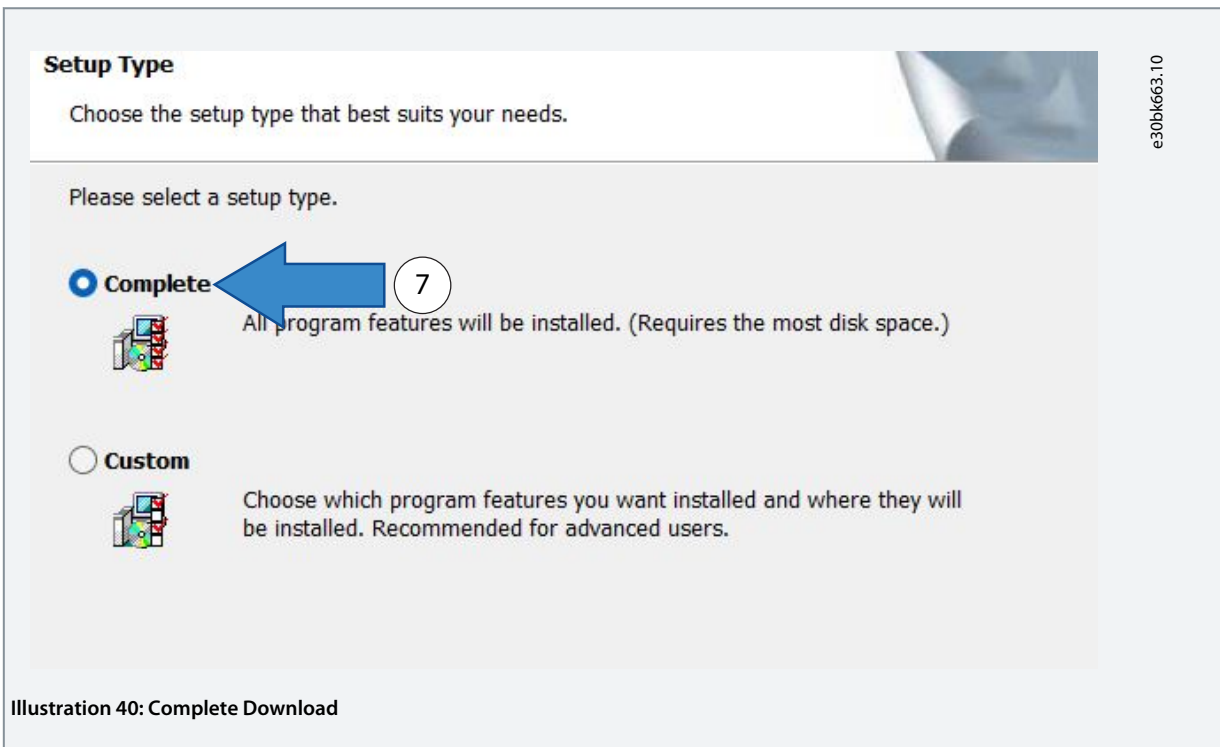 Setup Type
Choose the setup type that best suits your needs.
e30bk663.10
Please select a setup type.
Complete
7
All program features will be installed. (Requires the most disk space.)
Custom
Choose which program features you want installed and where they will
be installed. Recommended for advanced users.
Illustration 40: Complete Download